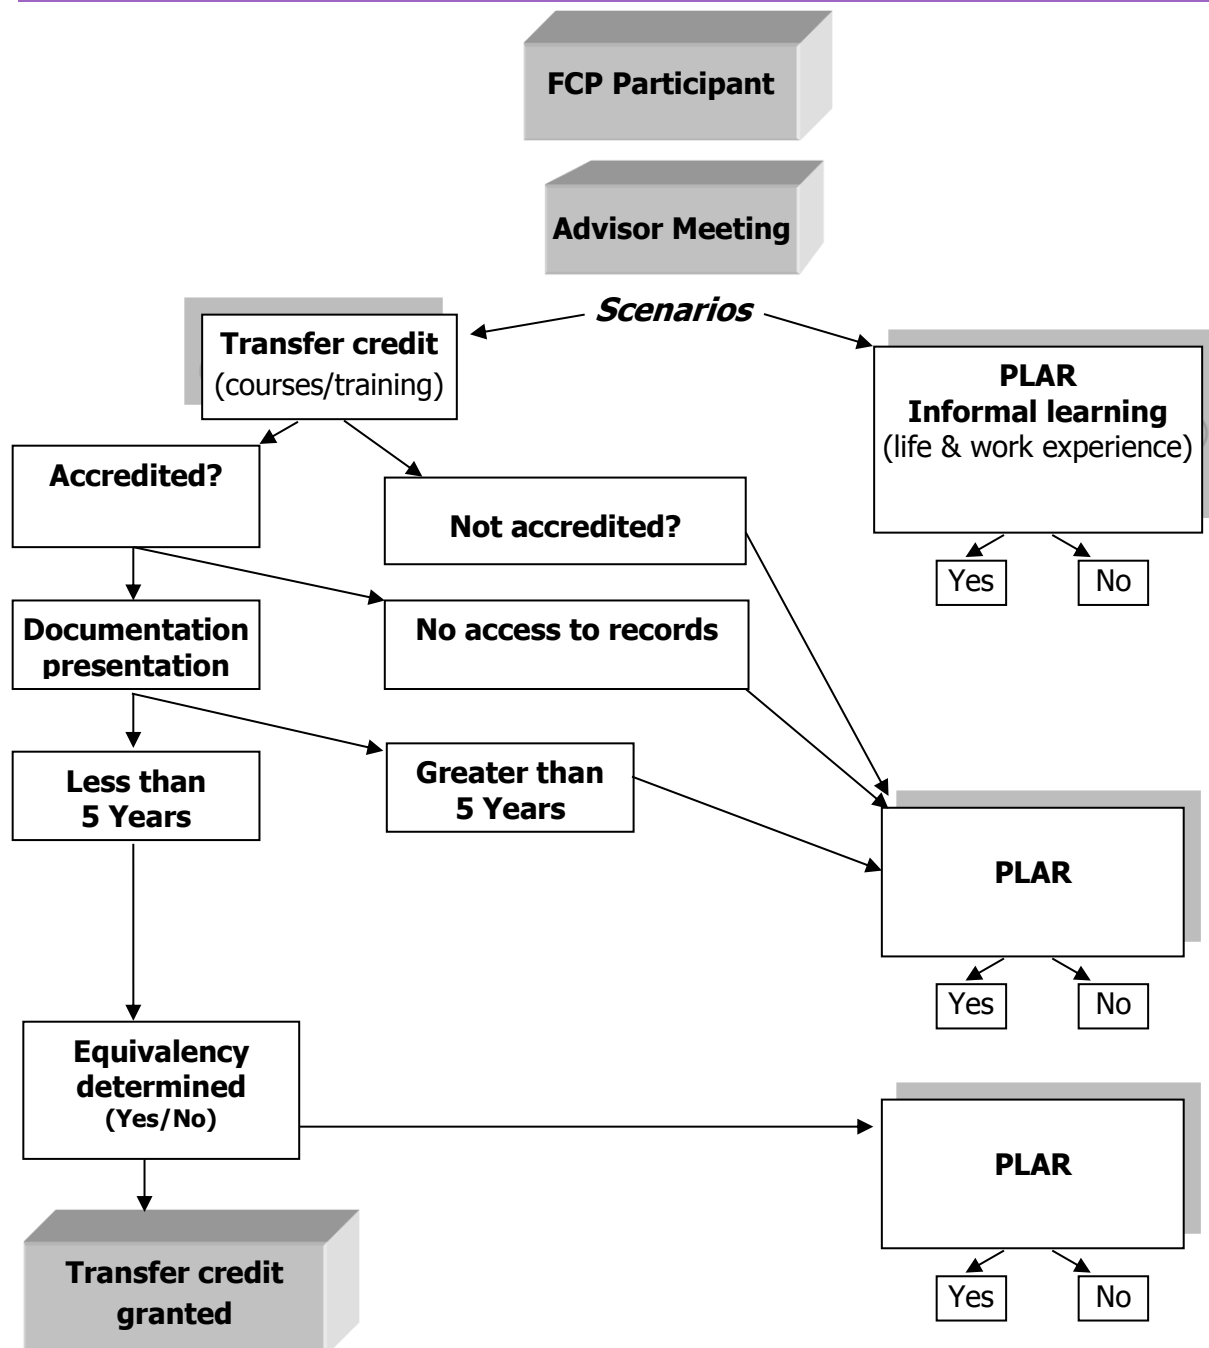 FCP Participant
Advisor Meeting
Scenarios
Transfer credit
(courses/training)
PLAR
Informal learning
(life & work experience)
Yes
No
Accredited?
Not accredited?
Documentation
presentation
No access to records
Less than
5 Years
Greater than
5 Years
PLAR
Yes
No
Equivalency
determined
(Yes/No)
PLAR
Yes
No
Transfer credit
granted